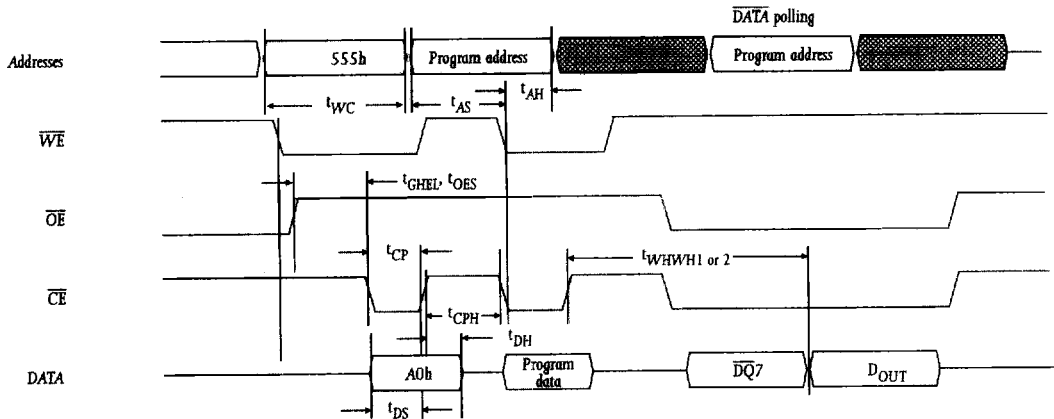 DATA polling
Addresses
555h
Program address
Program address
tWC
tAS
tAH
WE
tGHEL, tOES
OE
tCP
tWHWH1 or 2
CE
tCPH
tDH
DATA
A0h
Program
data
DQ7
DOUT
tDS